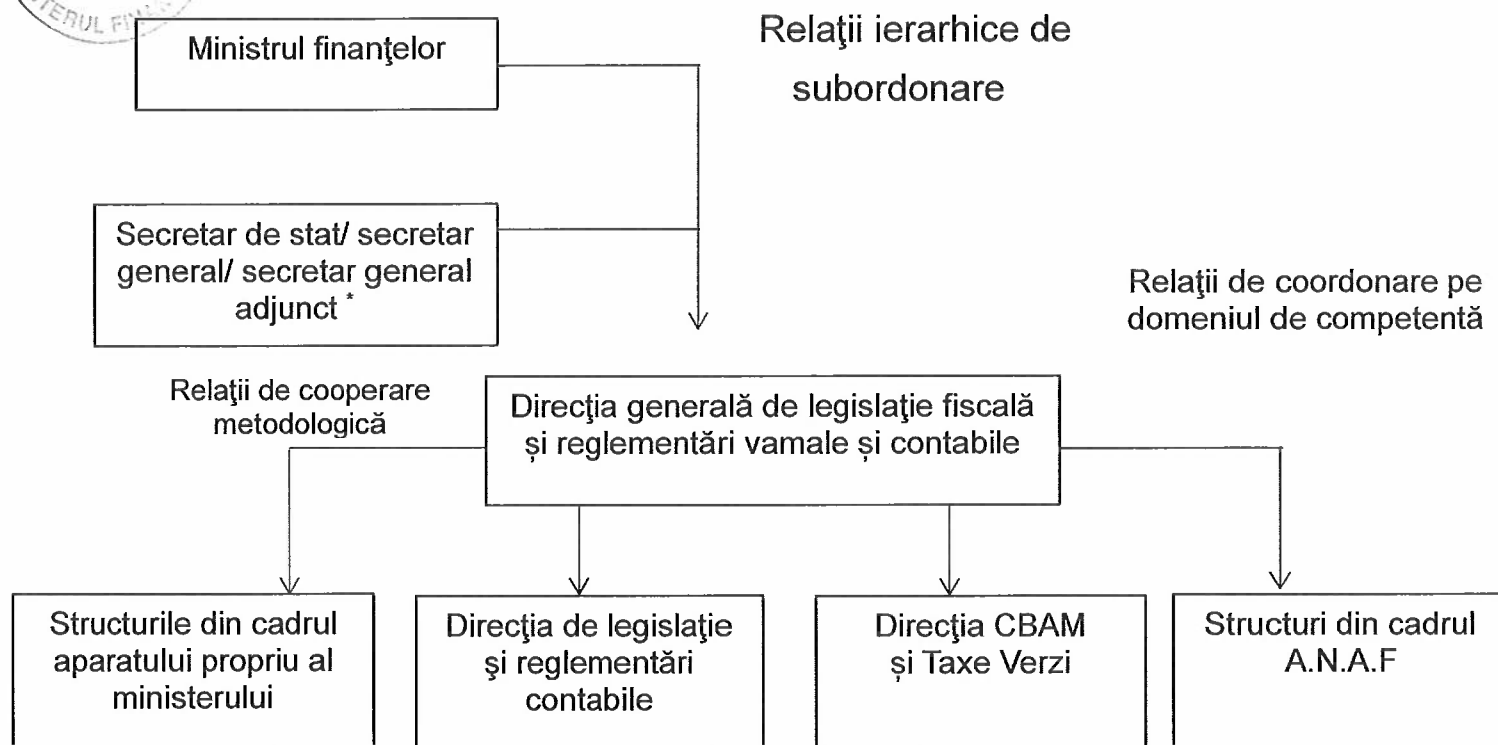 Ministrul finanţelor
Relaţii ierarhice de
subordonare
Secretar de stat/ secretar
general/ secretar general
adjunct *
Relaţii de coordonare pe
domeniul de competentă
Relaţii de cooperare
metodologică
Direcţia generală de legislaţie fiscală
și reglementări vamale și contabile
Structurile din cadrul
aparatului propriu al
ministerului
Direcţia de legislaţie
şi reglementări
contabile
Direcţia CBAM
și Taxe Verzi
Structuri din cadrul
A.N.A.F